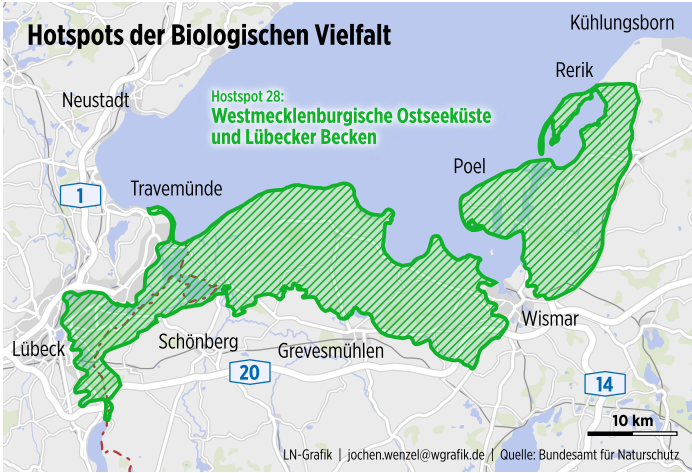 Hotspots der Biologischen Vielfalt
Kühlungsborn
Rerik
Neustadt
Hostspot 28:
Westmecklenburgische Ostseeküste
und Lübecker Becken
Poel
Travemünde
1
Wismar
Lübeck
Schönberg
Grevesmühlen
20
14
10 km
LN-Grafik | jochen.wenzel@wgrafik.de | Quelle: Bundesamt für Naturschutz